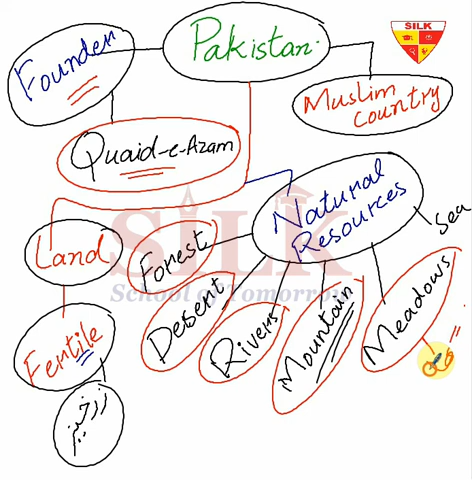 SILK
Pakistan
Founder
Muslim
Country
Quaid-e-Azam
Natural
Resources
Sea
Land
Forest
Desert
Rivers
Mountain
Meadows
Fertile
زرخیز
SILK
School of Tomorrow